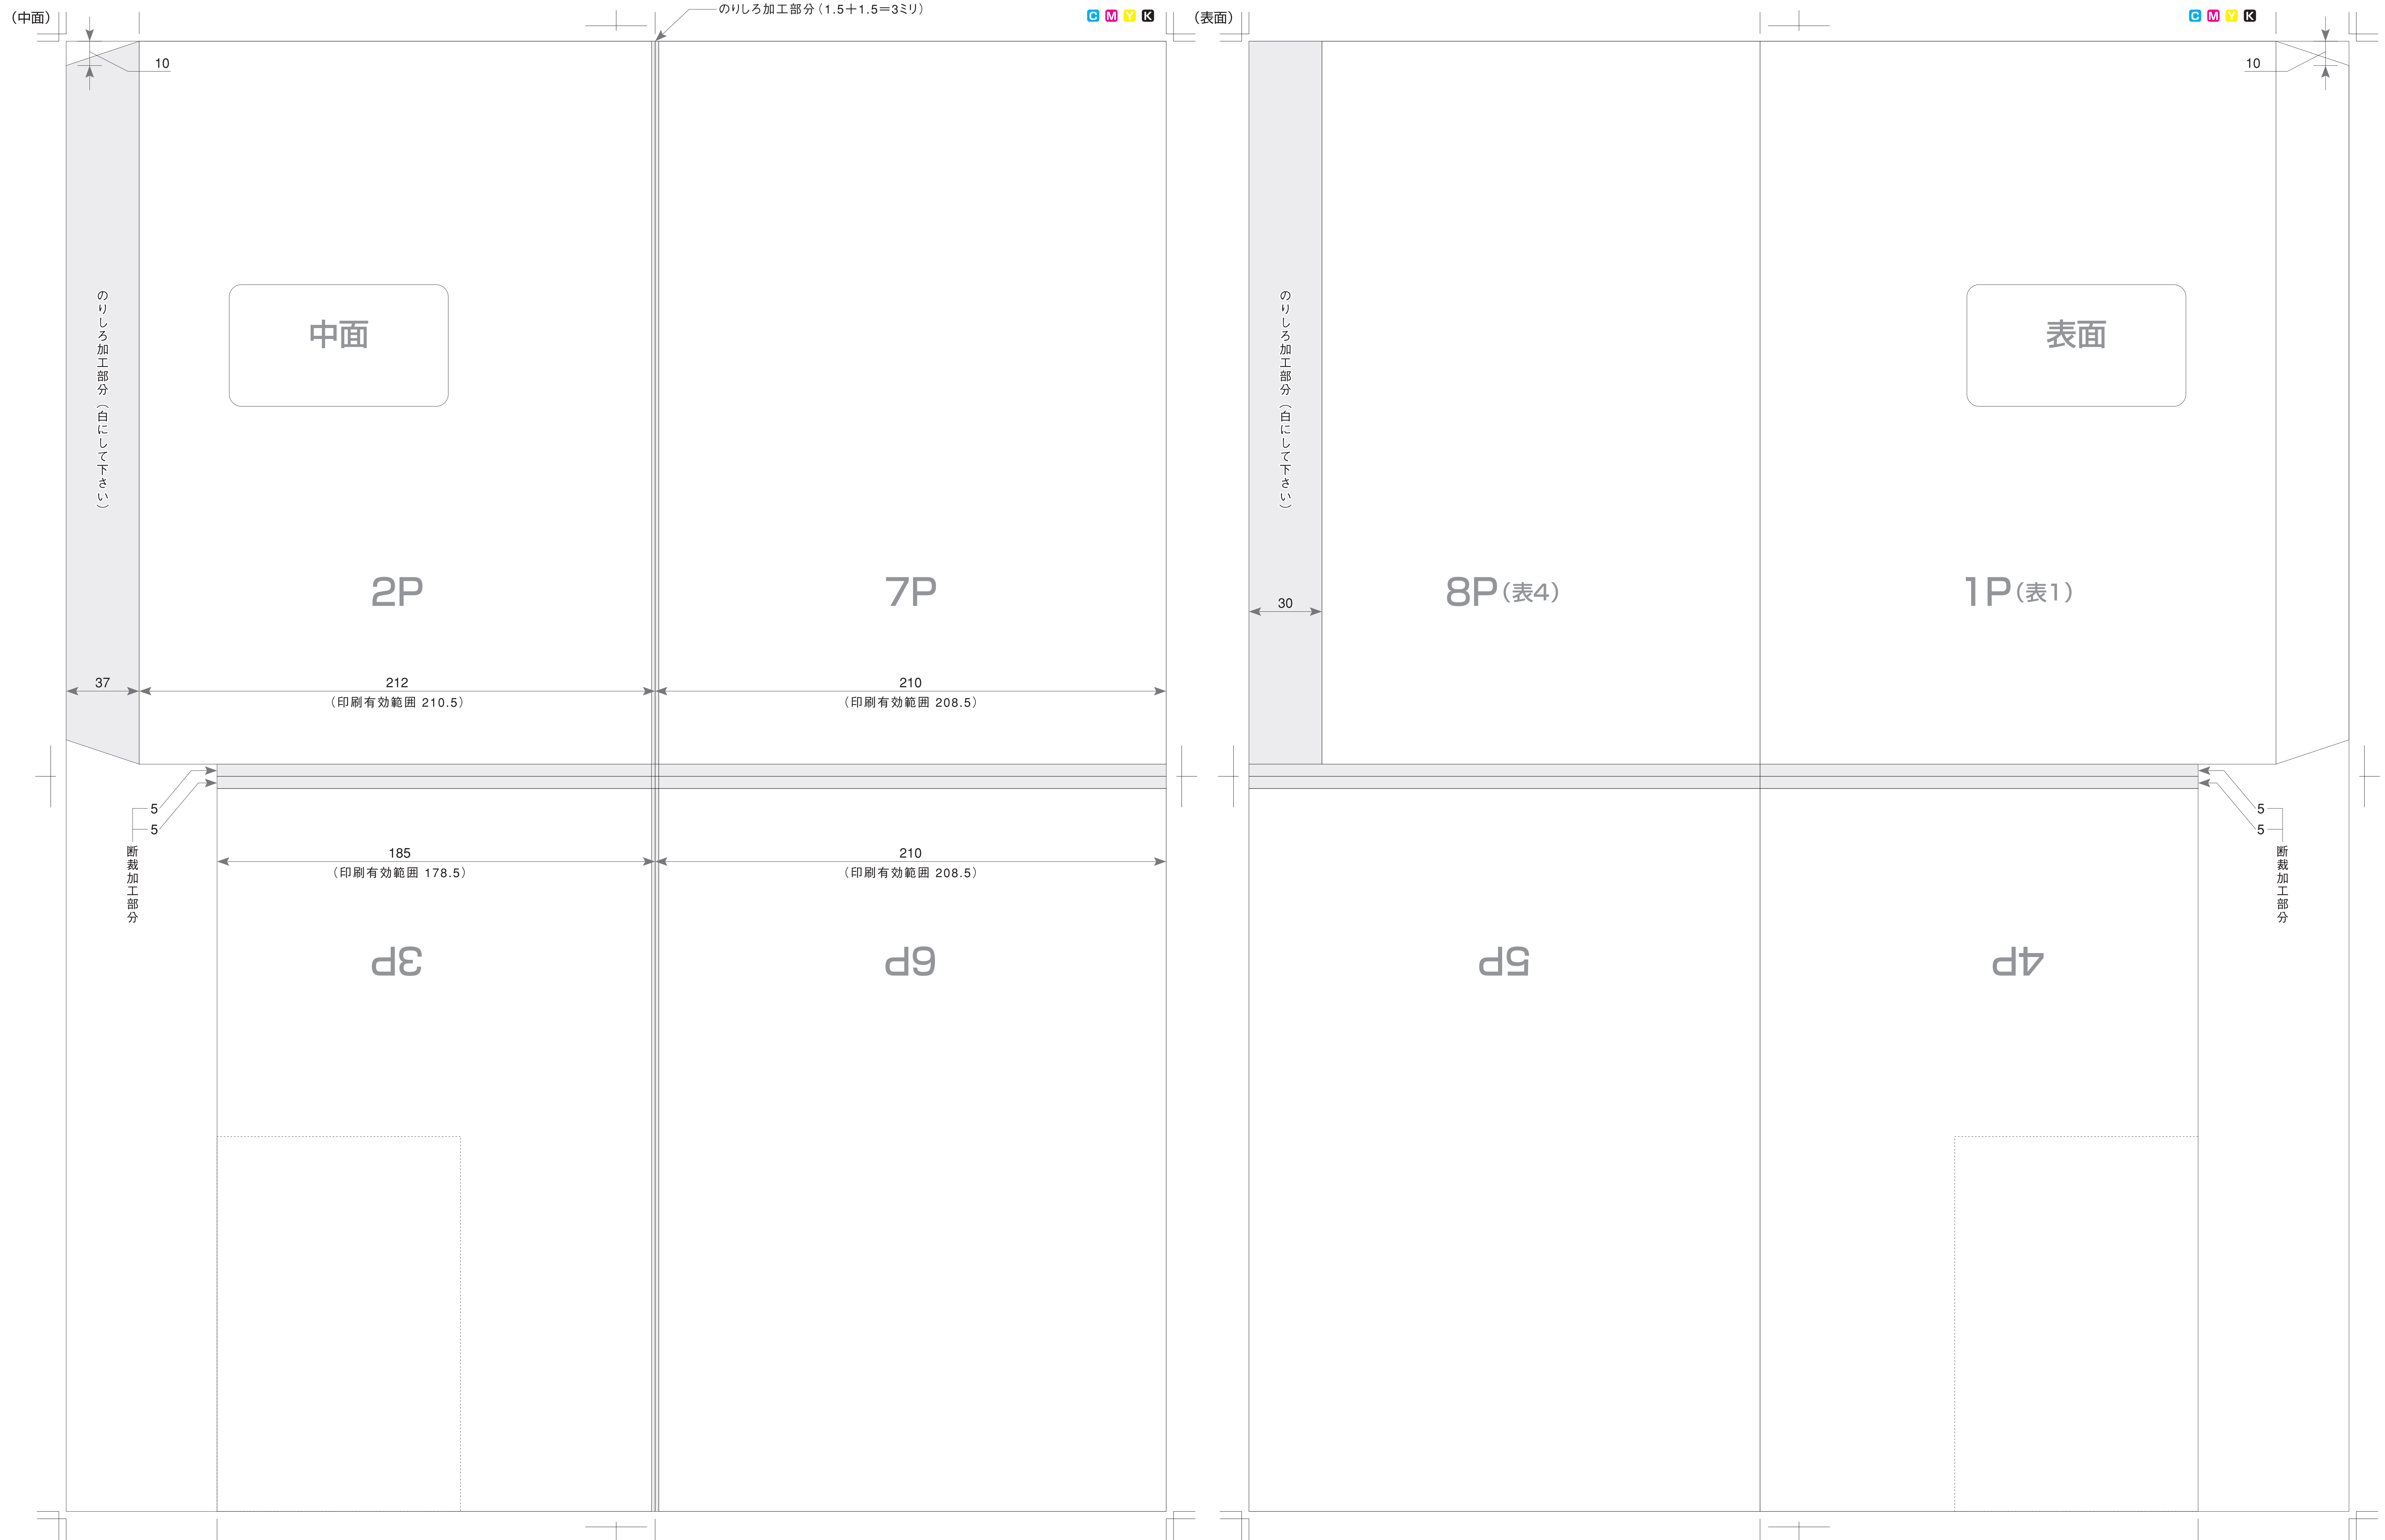 （中面）
のりしろ加工部分（1.5＋1.5＝3ミリ）
C M Y K
10
のりしろ加工部分（白にして下さい）
中面
2P
7P
37
212
（印刷有効範囲 210.5）
210
（印刷有効範囲 208.5）
5
5
断裁加工部分
185
（印刷有効範囲 178.5）
210
（印刷有効範囲 208.5）
3P
6P
（表面）
C M Y K
10
のりしろ加工部分（白にして下さい）
表面
8P（表4）
1P（表1）
30
5
5
断裁加工部分
5P
4P